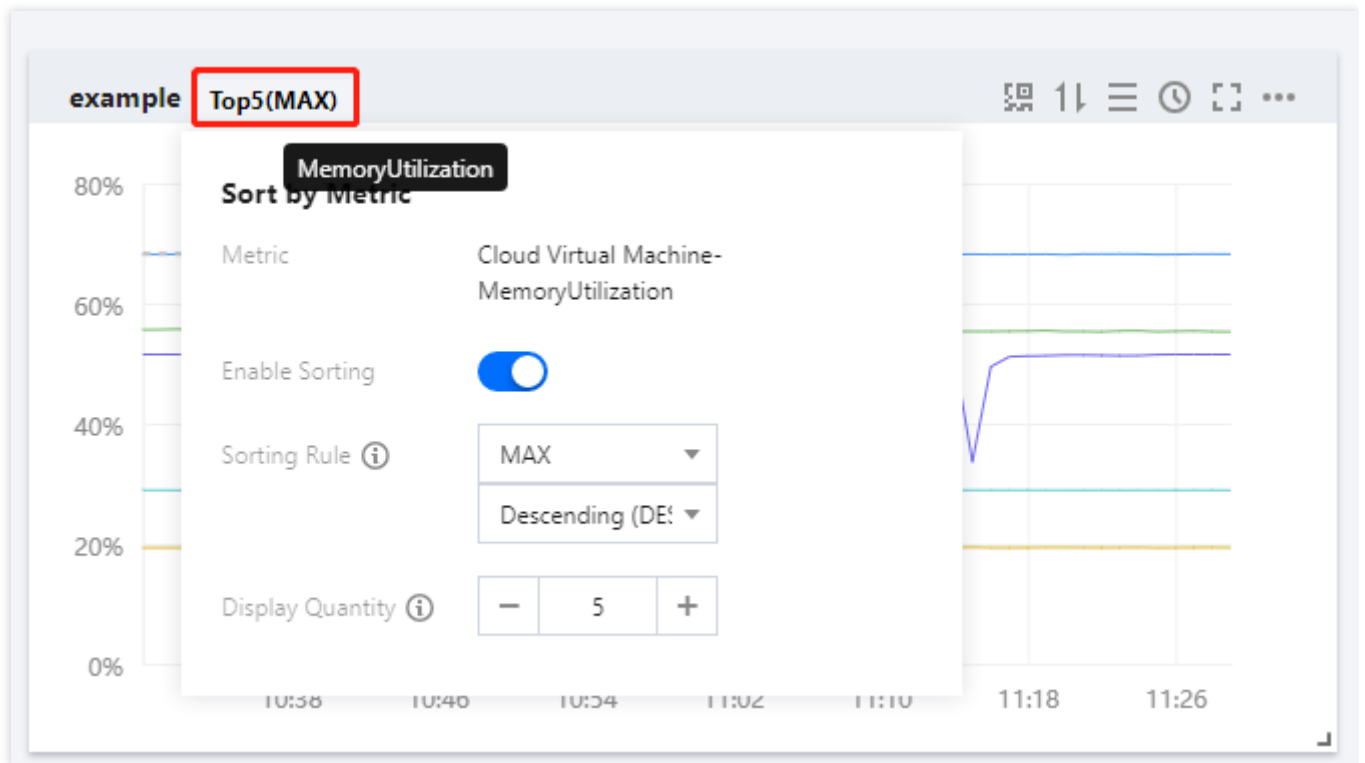 example Top5(MAX)
MemoryUtilization
Sort by Metric
80%
Metric
Cloud Virtual Machine-
MemoryUtilization
60%
Enable Sorting
40%
Sorting Rule
MAX
Descending (DES
20%
Display Quantity
5
0%
10:38 10:46 10:54 11:02 11:10 11:18 11:26